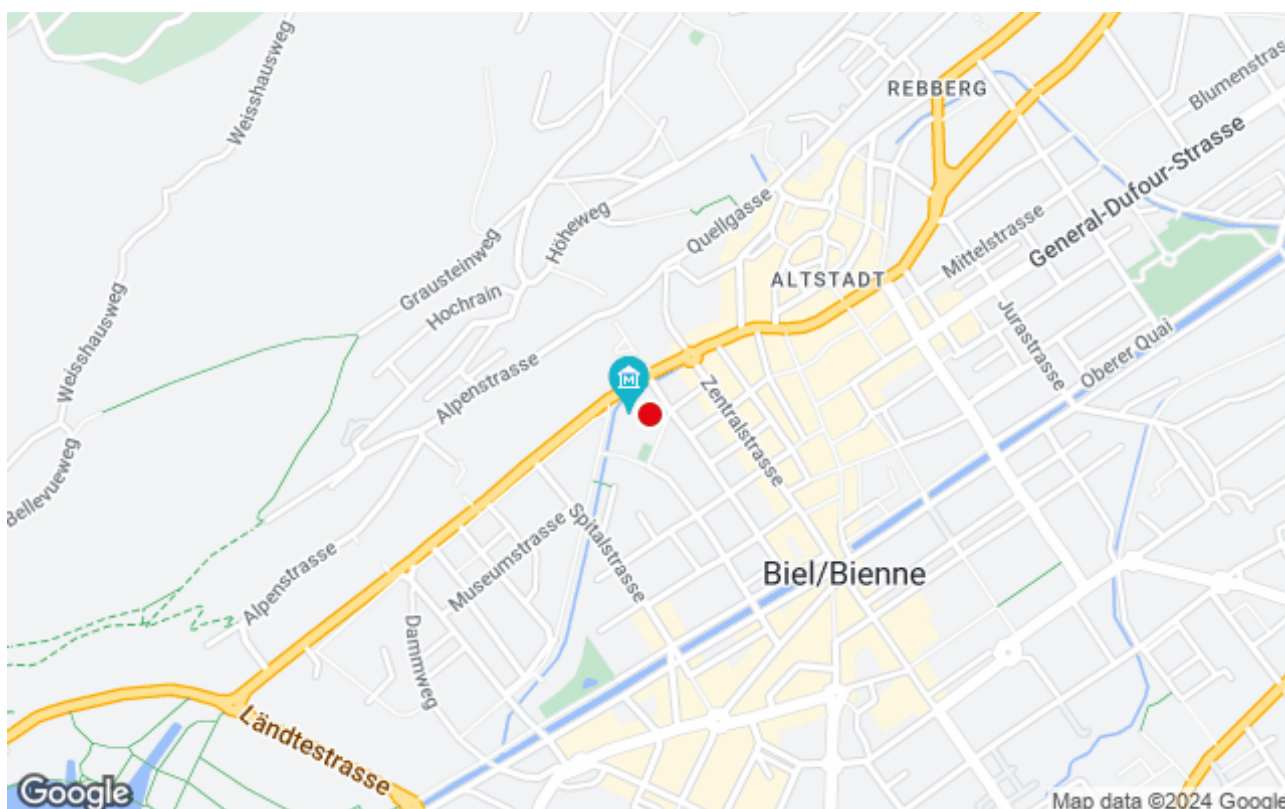 Weisshausweg
REBBERG
Blumenstras
General-Dufour-Strasse
Quellgasse
Höheweg
Mittelstrasse
Grausteinweg
ALTSTADT
Hochrain
Jurastrasse
Weisshausweg
Oberer Quai
Alpenstrasse
M
Zentralstrasse
Bellevueweg
Spitalstrasse
Museumstrasse
Biel/Bienne
Alpenstrasse
Dammweg
Ländtestrasse
Google
Map data ©2024 Google